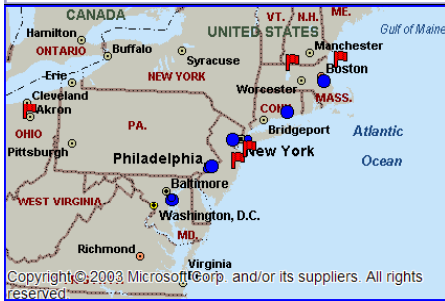 CANADA
Hamilton
ONTARIO
Buffalo
Syracuse
UNITED STATES
VT.
N.H.
ME.
Gulf of Maine
Manchester
Boston
Erie
NEW YORK
Worcester
MASS.
Cleveland
Akron
OHIO
CONN.
Bridgeport
PA.
Pittsburgh
Philadelphia
New York
Atlantic
Ocean
Baltimore
WEST VIRGINIA
Washington, D.C.
MD.
Richmond
Virginia
Copyright © 2003 Microsoft Corp. and/or its suppliers. All rights
reserved